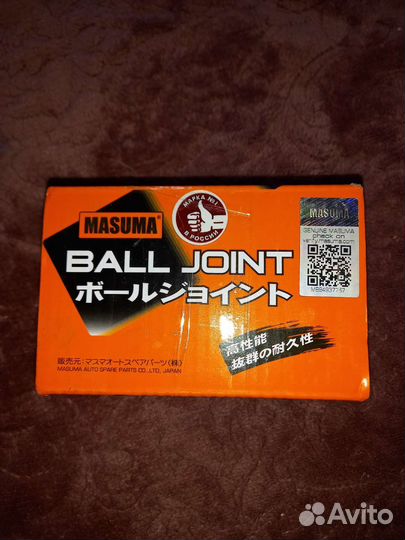 MASUMA
МАРКА №1
В РОССИИ
MASUMA
GENUINE MASUMA
check on
verify.masuma.com
BALL JOINT
ボールジョイント
高性能
抜群の耐久性
販売元:マスマオートスペアパーツ(株)
MASUMA AUTO SPARE PARTS CO.,LTD, JAPAN
Avito